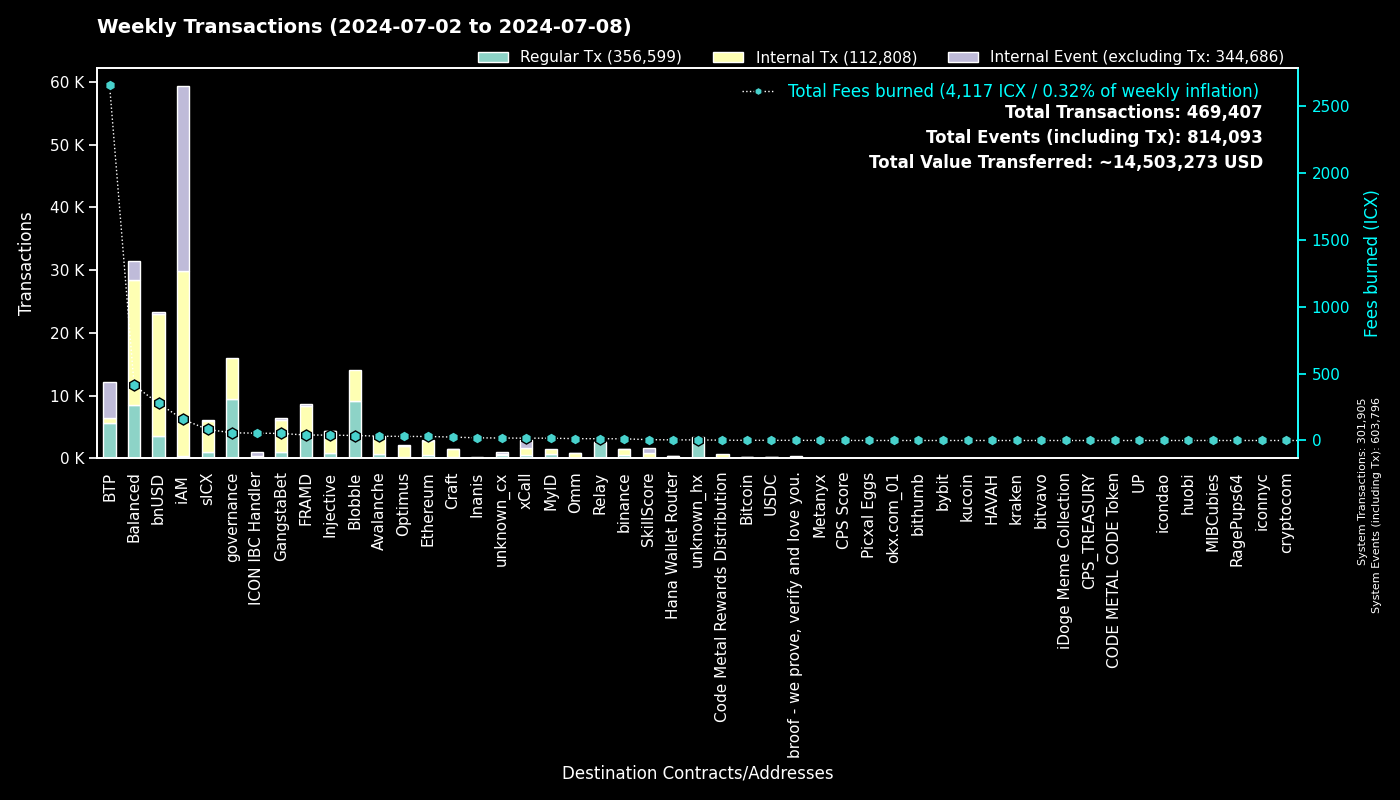 Weekly Transactions (2024-07-02 to 2024-07-08)
Regular Tx (356,599)
Internal Tx (112,808)
Internal Event (excluding Tx: 344,686)
Total Fees burned (4,117 ICX / 0.32% of weekly inflation)
Total Transactions: 469,407
Total Events (including Tx): 814,093
Total Value Transferred: ~14,503,273 USD
Transactions
60 K
50 K
40 K
30 K
20 K
10 K
0 K
2500
2000
1500
1000
500
0
Fees burned (ICX)
System Transactions: 301,905
System Events (including Tx): 603,796
BTP
Balanced
bnUSD
iAM
sICX
governance
ICON IBC Handler
GangstaBet
FRAMD
Injective
Blobble
Avalanche
Optimus
Ethereum
Craft
Inanis
unknown_cx
xCall
MyID
Omm
Relay
binance
SkillScore
Hana Wallet Router
unknown_hx
Code Metal Rewards Distribution
Bitcoin
USDC
broof - we prove, verify and love you.
Metanyx
CPS Score
Picxal Eggs
okx.com_01
bithumb
bybit
kucoin
HAVAH
kraken
bitvavo
iDoge Meme Collection
CPS_TREASURY
CODE METAL CODE Token
UP
icondao
huobi
MIBCubies
RagePups64
iconnyc
cryptocom
Destination Contracts/Addresses